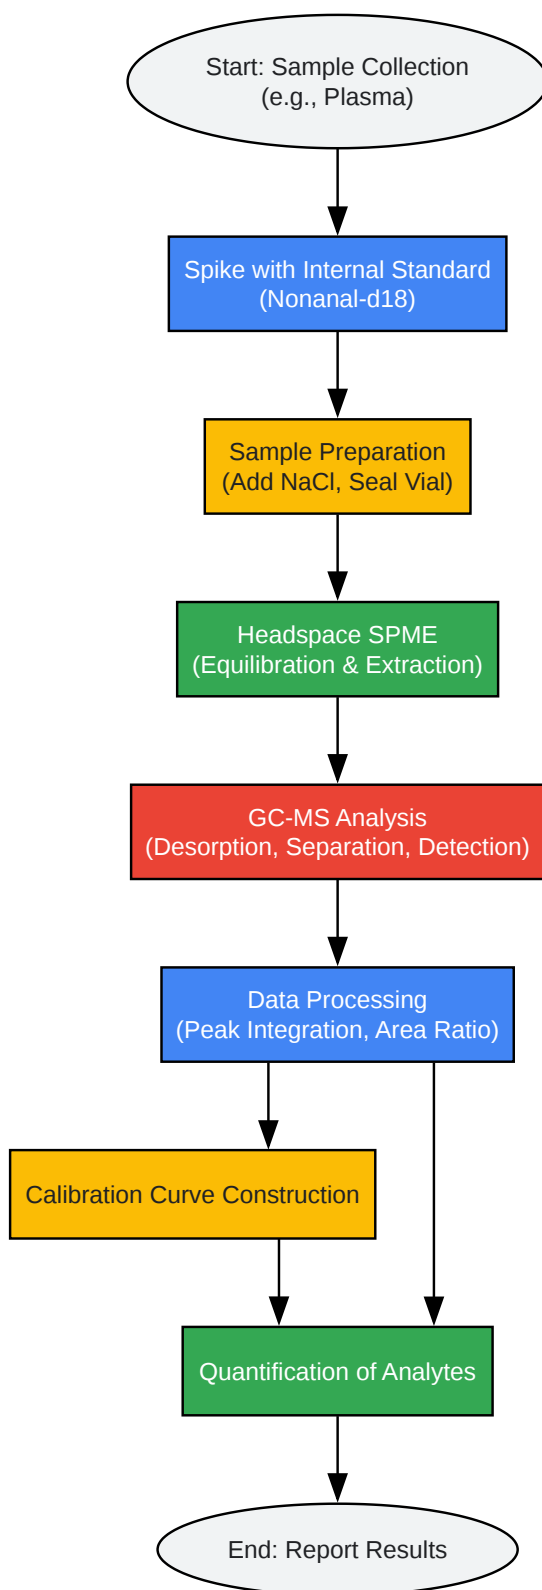 Start: Sample Collection
(e.g., Plasma)
Spike with Internal Standard
(Nonanal-d18)
Sample Preparation
(Add NaCl, Seal Vial)
Headspace SPME
(Equilibration & Extraction)
GC-MS Analysis
(Desorption, Separation, Detection)
Data Processing
(Peak Integration, Area Ratio)
Calibration Curve Construction
Quantification of Analytes
End: Report Results